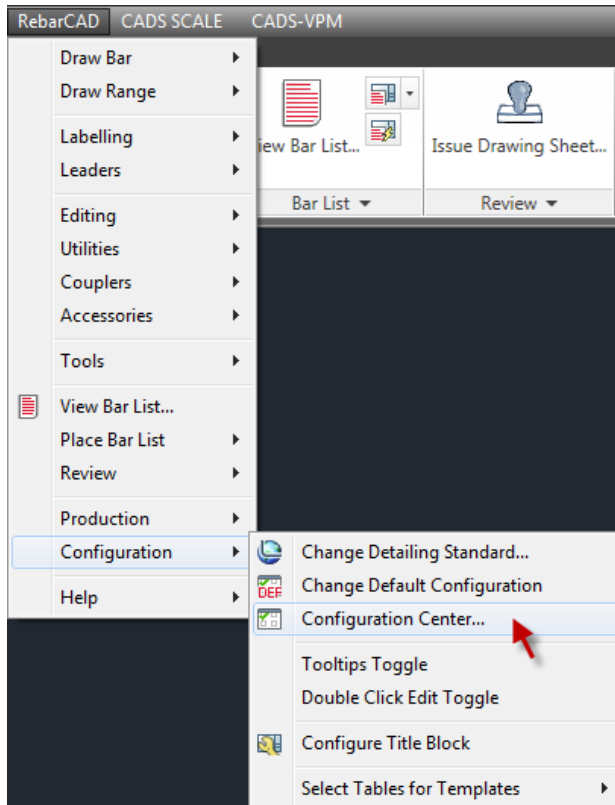 RebarCAD CADS SCALE CADS-VPM
Draw Bar
Draw Range
Labelling
Leaders
Editing
Utilities
Couplers
Accessories
Tools
View Bar List...
Place Bar List
Review
Production
Configuration
Help
iew Bar List...
Issue Drawing Sheet...
Bar List
Review
Change Detailing Standard...
DEF
Change Default Configuration
Configuration Center...
Tooltips Toggle
Double Click Edit Toggle
Configure Title Block
Select Tables for Templates